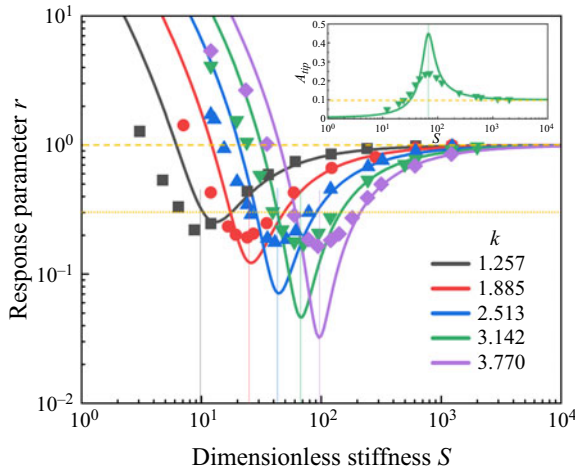 10¹
0.5
0.4
0.3
0.2
0.1
0
A_tip
10⁰ 10¹ 10² 10³ 10⁴
S
10⁰
10⁻¹
10⁻²
Response parameter r
k
1.257
1.885
2.513
3.142
3.770
10⁰ 10¹ 10² 10³ 10⁴
Dimensionless stiffness S